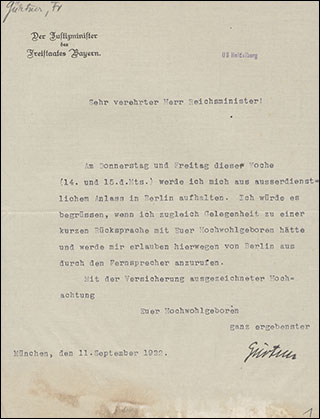 Gürtner, Fr
Der Justizminister
des
Freistaates Bayern.
US Heidelberg
Sehr verehrter Herr Reichsminister!
Am Donnerstag und Freitag dieser Woche
(14. und 15.d.Mts.) werde ich mich aus ausserdienst-
lichem Anlass in Berlin aufhalten. Ich würde es
begrüssen, wenn ich zugleich Gelegenheit zu einer
kurzen Rücksprache mit Euer Hochwohlgeboren hätte
und werde mir erlauben hierwegen von Berlin aus
durch den Fernsprecher anzurufen.
Mit der Versicherung ausgezeichneter Hoch-
achtung
Euer Hochwohlgeboren
ganz ergebenster
München, den 11.September 1922.
Gürtner